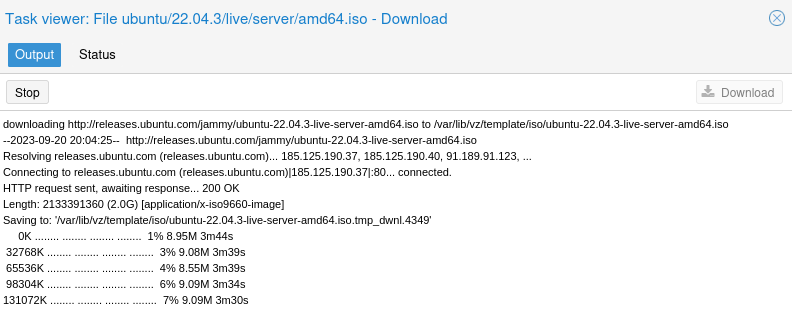 Task viewer: File ubuntu/22.04.3/live/server/amd64.iso - Download
Output Status
Stop Download
downloading http://releases.ubuntu.com/jammy/ubuntu-22.04.3-live-server-amd64.iso to /var/lib/vz/template/iso/ubuntu-22.04.3-live-server-amd64.iso
--2023-09-20 20:04:25--  http://releases.ubuntu.com/jammy/ubuntu-22.04.3-live-server-amd64.iso
Resolving releases.ubuntu.com (releases.ubuntu.com)... 185.125.190.37, 185.125.190.40, 91.189.91.123, ...
Connecting to releases.ubuntu.com (releases.ubuntu.com)|185.125.190.37|:80... connected.
HTTP request sent, awaiting response... 200 OK
Length: 2133391360 (2.0G) [application/x-iso9660-image]
Saving to: '/var/lib/vz/template/iso/ubuntu-22.04.3-live-server-amd64.iso.tmp_dwnl.4349'
0K ........ ........ ........ ........  1% 8.95M 3m44s
32768K ........ ........ ........ ........  3% 9.08M 3m39s
65536K ........ ........ ........ ........  4% 8.55M 3m39s
98304K ........ ........ ........ ........  6% 9.09M 3m34s
131072K ........ ........ ........ ........  7% 9.09M 3m30s